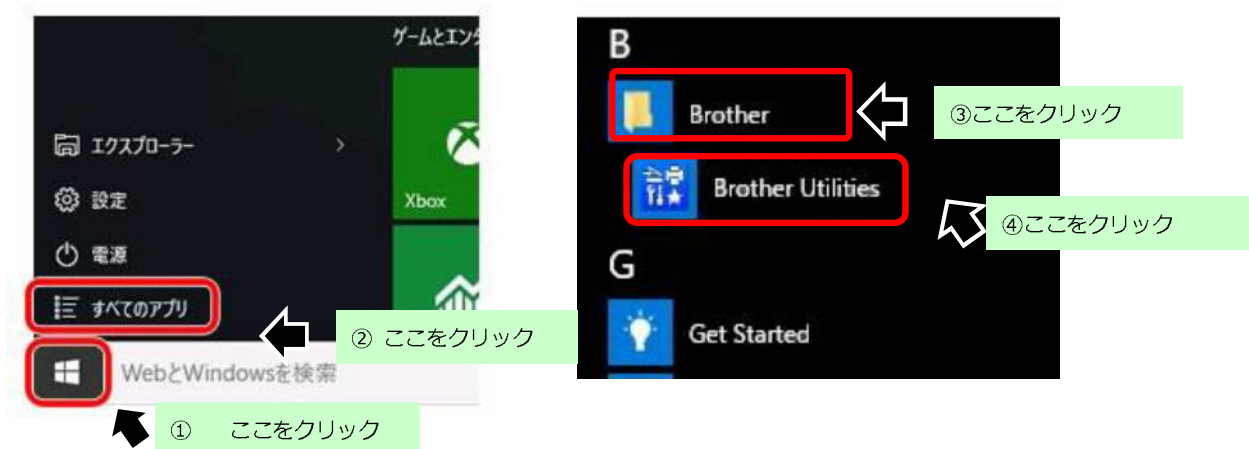 ゲームとエンタ
エクスプローラー
設定
Xbox
電源
すべてのアプリ
② ここをクリック
WebとWindowsを検索
① ここをクリック
B
Brother
③ここをクリック
Brother Utilities
④ここをクリック
G
Get Started